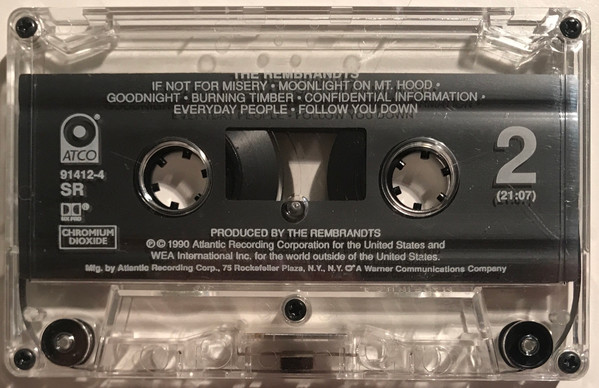 THE REMBRANDTS
IF NOT FOR MISERY • MOONLIGHT ON MT. HOOD •
GOODNIGHT • BURNING TIMBER • CONFIDENTIAL INFORMATION •
EVERYDAY PEOPLE • FOLLOW YOU DOWN
ATCO
91412-4
SR
CHROMIUM
DIOXIDE
2
(21:07)
PRODUCED BY THE REMBRANDTS
℗© 1990 Atlantic Recording Corporation for the United States and
WEA International Inc. for the world outside of the United States.
Mfg. by Atlantic Recording Corp., 75 Rockefeller Plaza, N.Y., N.Y. A Warner Communications Company